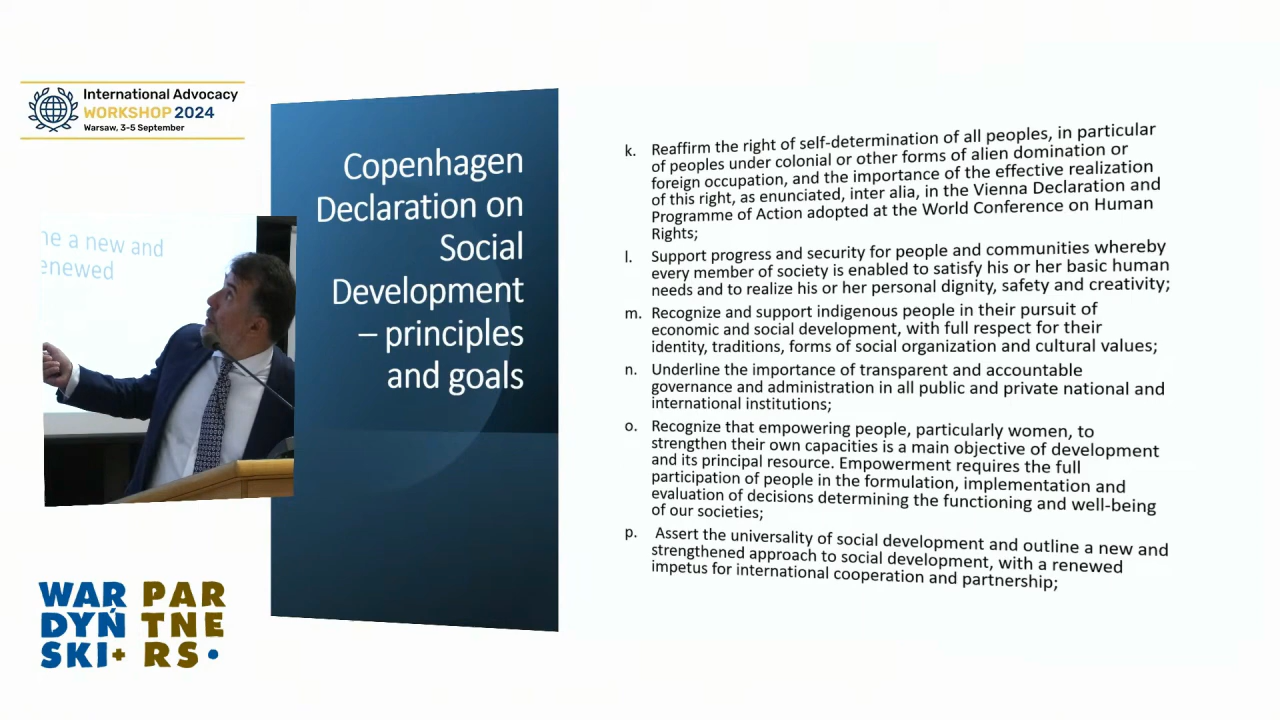 International Advocacy
WORKSHOP 2024
Warsaw, 3-5 September
ne a new and
enewed
WAR PAR
DYŃ TNE
SKI+ RS•
Copenhagen
Declaration on
Social
Development
– principles
and goals
k. Reaffirm the right of self-determination of all peoples, in particular
of peoples under colonial or other forms of alien domination or
foreign occupation, and the importance of the effective realization
of this right, as enunciated, inter alia, in the Vienna Declaration and
Programme of Action adopted at the World Conference on Human
Rights;
l. Support progress and security for people and communities whereby
every member of society is enabled to satisfy his or her basic human
needs and to realize his or her personal dignity, safety and creativity;
m. Recognize and support indigenous people in their pursuit of
economic and social development, with full respect for their
identity, traditions, forms of social organization and cultural values;
n. Underline the importance of transparent and accountable
governance and administration in all public and private national and
international institutions;
o. Recognize that empowering people, particularly women, to
strengthen their own capacities is a main objective of development
and its principal resource. Empowerment requires the full
participation of people in the formulation, implementation and
evaluation of decisions determining the functioning and well-being
of our societies;
p. Assert the universality of social development and outline a new and
strengthened approach to social development, with a renewed
impetus for international cooperation and partnership;